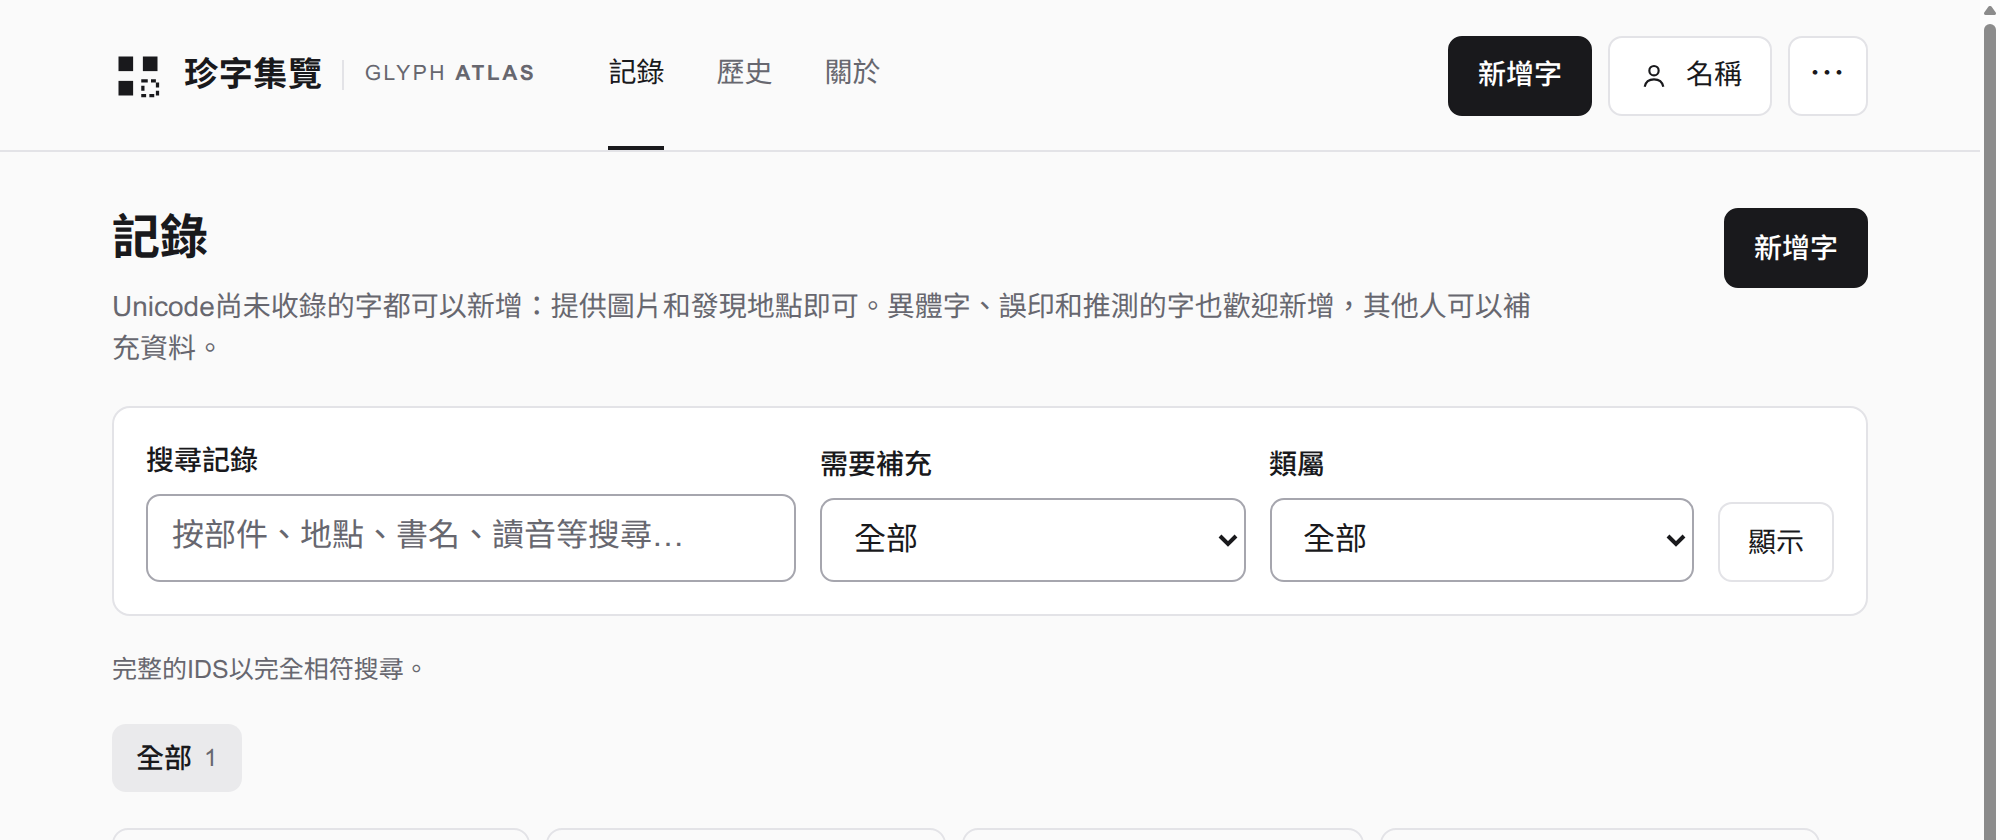 珍字集覽
GLYPH ATLAS
記錄
歷史
關於
新增字
名稱
···
記錄
新增字
Unicode尚未收錄的字都可以新增：提供圖片和發現地點即可。異體字、誤印和推測的字也歡迎新增，其他人可以補
充資料。
搜尋記錄
需要補充
類屬
按部件、地點、書名、讀音等搜尋…
全部
全部
顯示
完整的IDS以完全相符搜尋。
全部 1